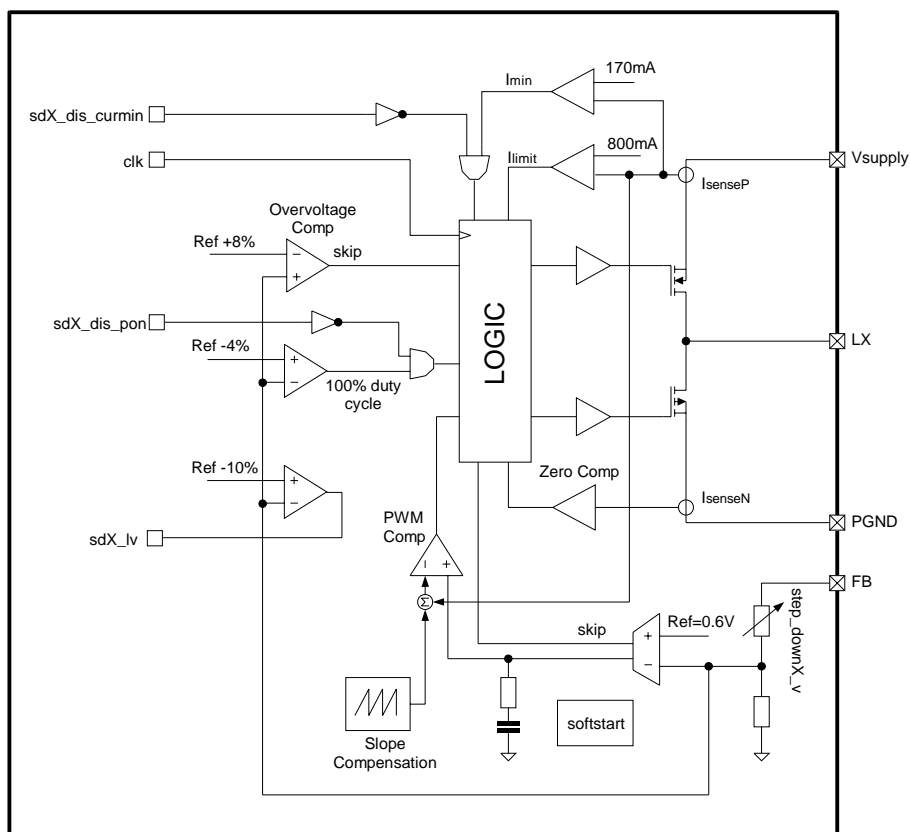 170mA
Imin
sdX_dis_curmin
800mA
clk
Ilimit
Vsupply
IsenseP
Overvoltage
Comp
Ref +8%
skip
sdX_dis_pon
LOGIC
LX
Ref -4%
100% duty
cycle
Ref -10%
Zero Comp
IsenseN
PWM
Comp
PGND
sdX_lv
FB
Σ
Ref=0.6V
skip
step_downX_v
softstart
Slope
Compensation